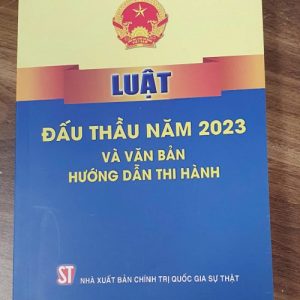 LUẬT
ĐẤU THẦU NĂM 2023
VÀ VĂN BẢN
HƯỚNG DẪN THI HÀNH
ST NHÀ XUẤT BẢN CHÍNH TRỊ QUỐC GIA SỰ THẬT